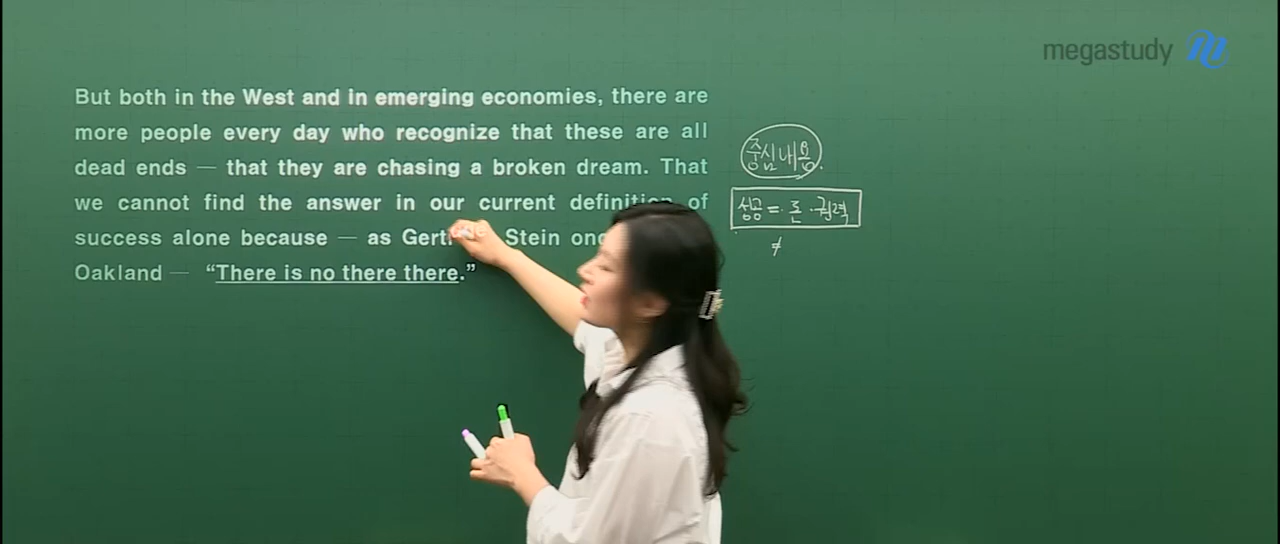 megastudy
But both in the West and in emerging economies, there are
more people every day who recognize that these are all
dead ends — that they are chasing a broken dream. That
we cannot find the answer in our current definition of
success alone because — as Stein
Oakland — “There is no there there.”
중심내용.
성공 = 돈 · 권력
≠